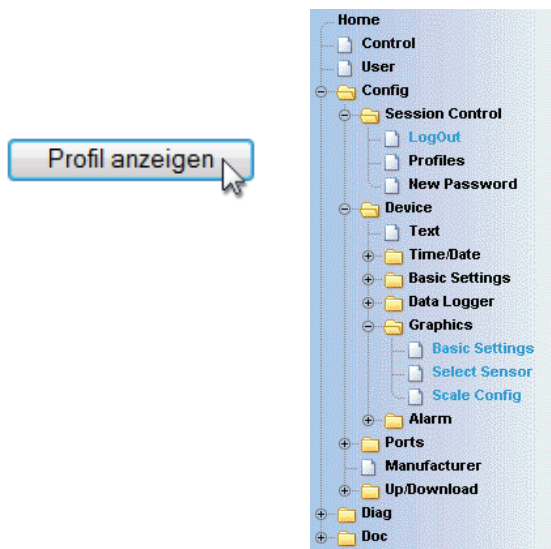 Profil anzeigen
Home
Control
User
Config
Session Control
LogOut
Profiles
New Password
Device
Text
Time/Date
Basic Settings
Data Logger
Graphics
Basic Settings
Select Sensor
Scale Config
Alarm
Ports
Manufacturer
Up/Download
Diag
Doc